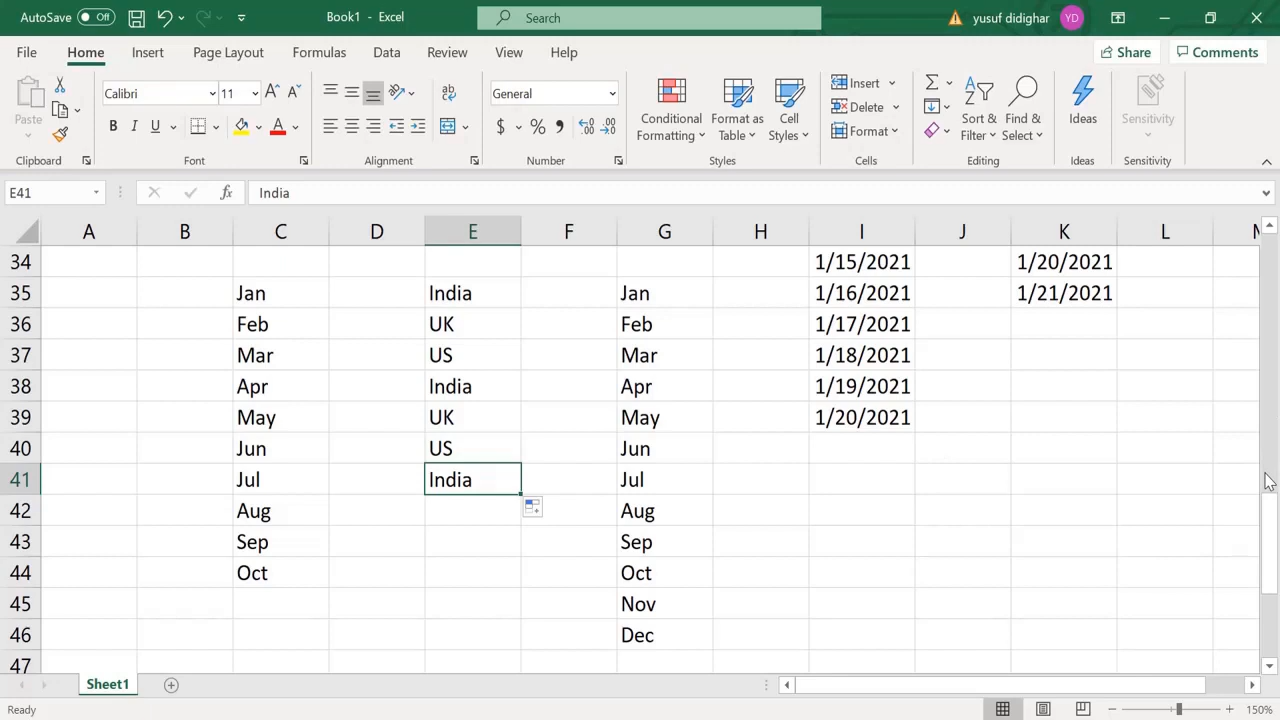 AutoSave Off Book1 - Excel Search yusuf didighar YD
File Home Insert Page Layout Formulas Data Review View Help Share Comments
Paste
Calibri 11
B I U
General
$ % 9
Conditional Formatting
Format as Table
Cell Styles
Insert
Delete
Format
Sort & Filter
Find & Select
Ideas
Sensitivity
Clipboard Font Alignment Number Styles Cells Editing Ideas Sensitivity
E41 fx India
A B C D E F G H I J K L M
34 1/15/2021 1/20/2021
35 Jan India Jan 1/16/2021 1/21/2021
36 Feb UK Feb 1/17/2021
37 Mar US Mar 1/18/2021
38 Apr India Apr 1/19/2021
39 May UK May 1/20/2021
40 Jun US Jun
41 Jul India Jul
42 Aug Aug
43 Sep Sep
44 Oct Oct
45 Nov
46 Dec
47
Sheet1
Ready 150%